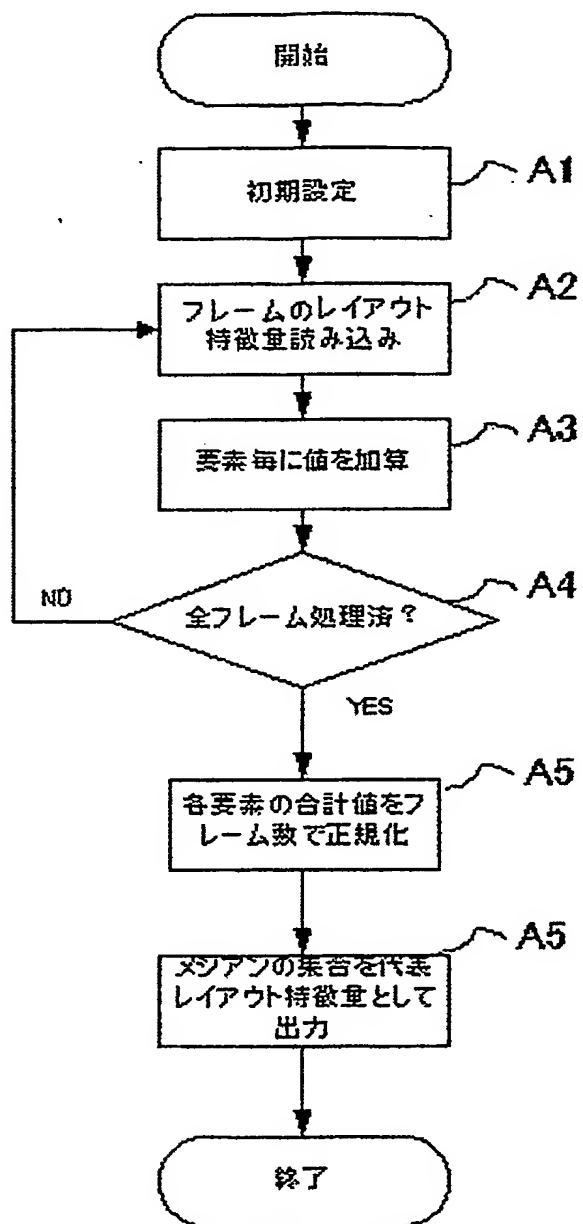 開始
初期設定
A1
フレームのレイアウト
特徴量読み込み
A2
要素毎に値を加算
A3
全フレーム処理済?
A4
NO
YES
各要素の合計値をフ
レーム数で正規化
A5
メジアンの集合を代表
レイアウト特徴量として
出力
A5
終了